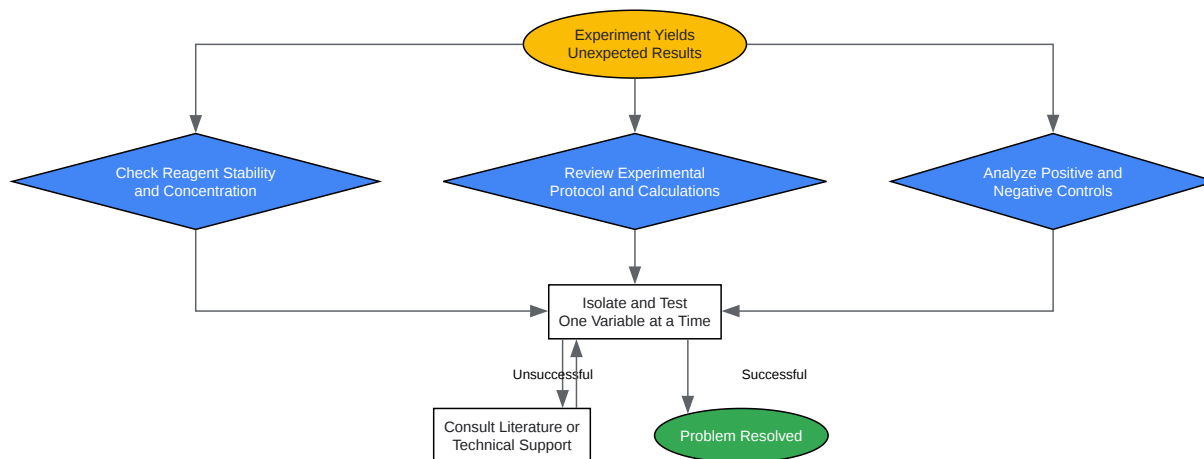 Experiment Yields
Unexpected Results
Check Reagent Stability
and Concentration
Review Experimental
Protocol and Calculations
Analyze Positive and
Negative Controls
Isolate and Test
One Variable at a Time
Unsuccessful
Successful
Consult Literature or
Technical Support
Problem Resolved